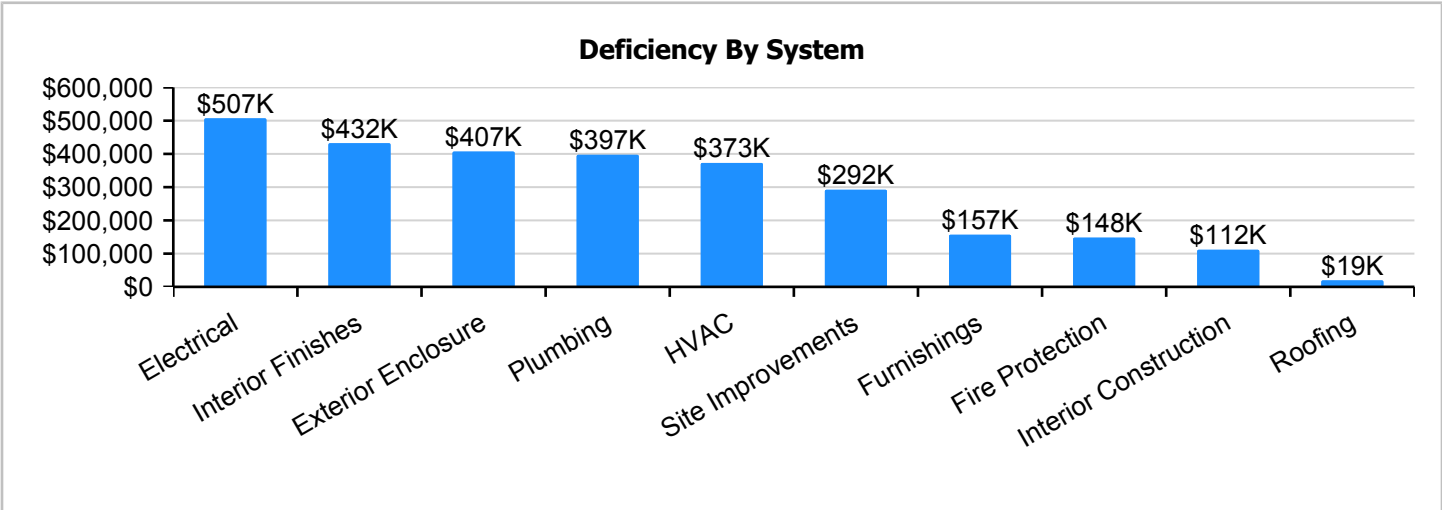 Deficiency By System
$600,000
$500,000
$400,000
$300,000
$200,000
$100,000
$0
$507K
$432K
$407K
$397K
$373K
$292K
$157K
$148K
$112K
$19K
Electrical
Interior Finishes
Exterior Enclosure
Plumbing
HVAC
Site Improvements
Furnishings
Fire Protection
Interior Construction
Roofing